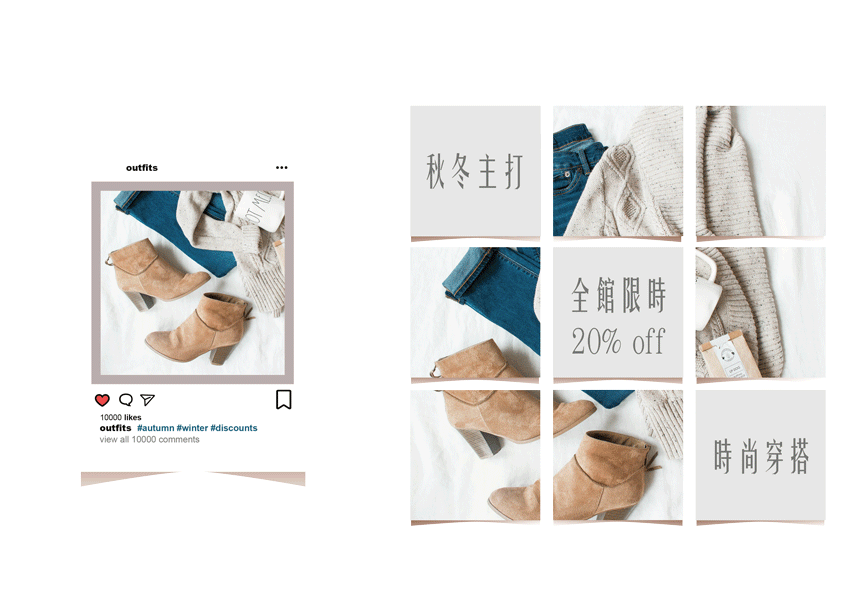 outfits
10000 likes
outfits #autumn #winter #discounts
view all 10000 comments
秋冬主打
全館限時
20% off
時尚穿搭